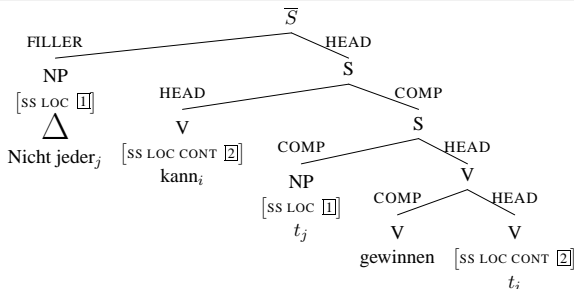 S̅
FILLER HEAD
NP S
[SS LOC 1] HEAD COMP
V S
Nicht jeder_j [SS LOC CONT 2] COMP HEAD
kann_i NP V
[SS LOC 1] COMP HEAD
t_j V V
gewinnen [SS LOC CONT 2]
t_i